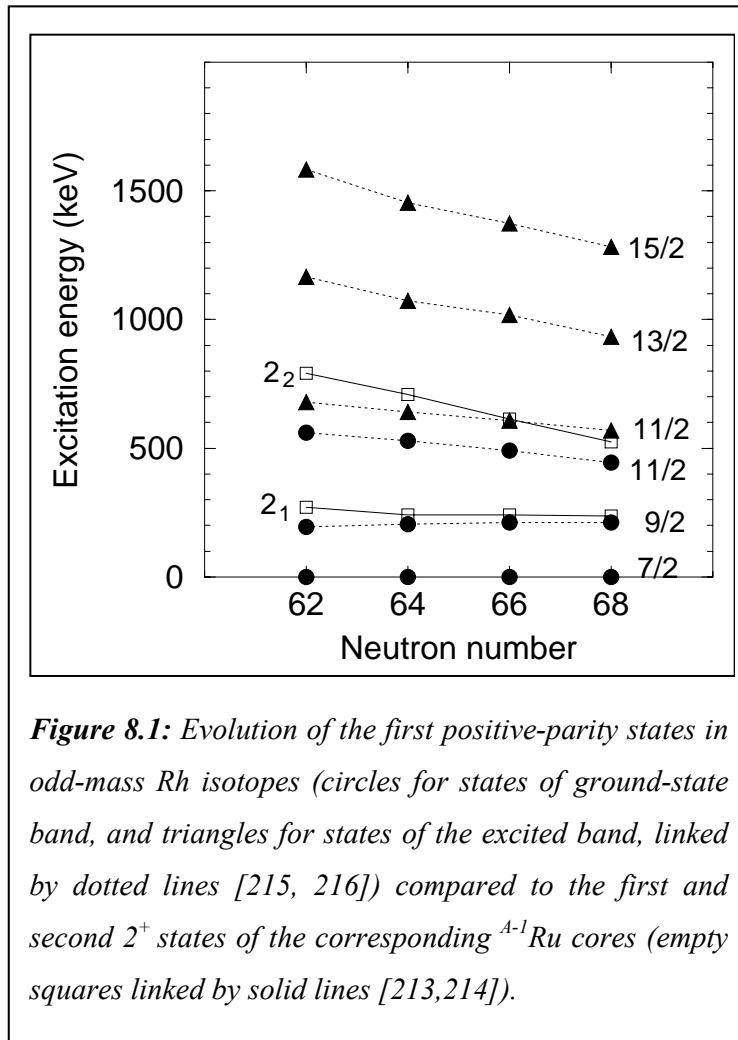 Excitation energy (keV)
1500
1000
500
0
15/2
13/2
2₂
11/2
11/2
2₁
9/2
7/2
62 64 66 68
Neutron number
Figure 8.1: Evolution of the first positive-parity states in
odd-mass Rh isotopes (circles for states of ground-state
band, and triangles for states of the excited band, linked
by dotted lines [215, 216]) compared to the first and
second 2⁺ states of the corresponding ᴬ⁻¹Ru cores (empty
squares linked by solid lines [213,214]).